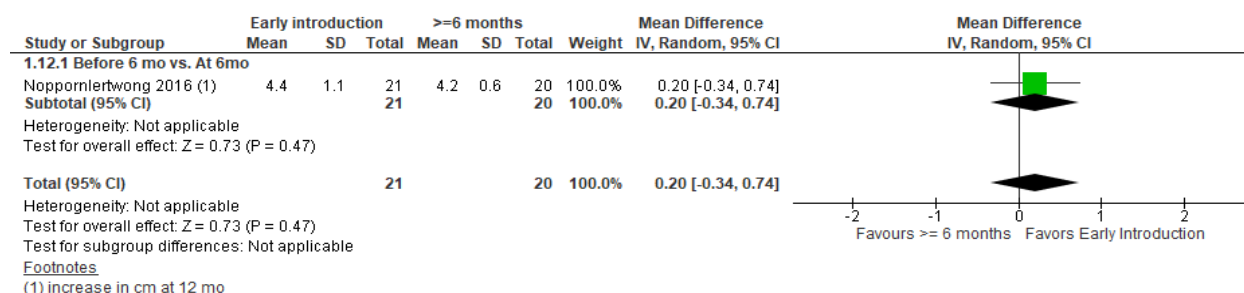 Early introduction >=6 months Mean Difference Mean Difference
Study or Subgroup Mean SD Total Mean SD Total Weight IV, Random, 95% CI IV, Random, 95% CI
1.12.1 Before 6 mo vs. At 6mo
Noppornlertwong 2016 (1) 4.4 1.1 21 4.2 0.6 20 100.0% 0.20 [-0.34, 0.74]
Subtotal (95% CI) 21 20 100.0% 0.20 [-0.34, 0.74]
Heterogeneity: Not applicable
Test for overall effect: Z = 0.73 (P = 0.47)
Total (95% CI) 21 20 100.0% 0.20 [-0.34, 0.74]
Heterogeneity: Not applicable
Test for overall effect: Z = 0.73 (P = 0.47)
Test for subgroup differences: Not applicable
-2 -1 0 1 2
Favours >= 6 months Favors Early Introduction
Footnotes
(1) increase in cm at 12 mo